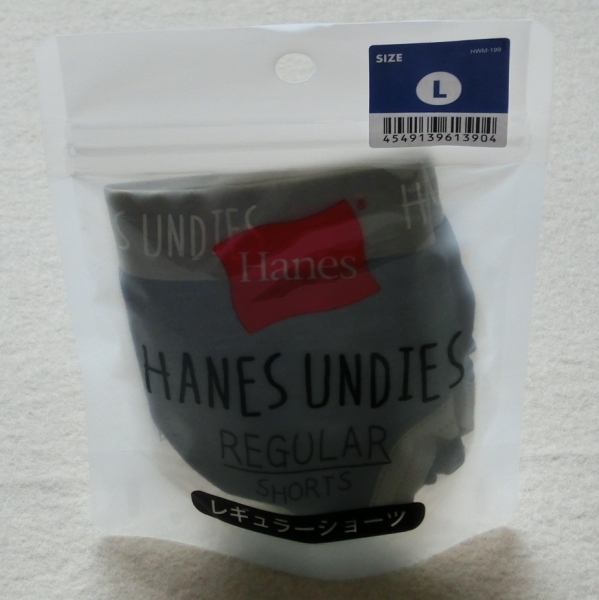 SIZE
HWM-199
L
4549139613904
S UNDIES
H
Hanes
HANES UNDIES
REGULAR
SHORTS
レギュラーショーツ